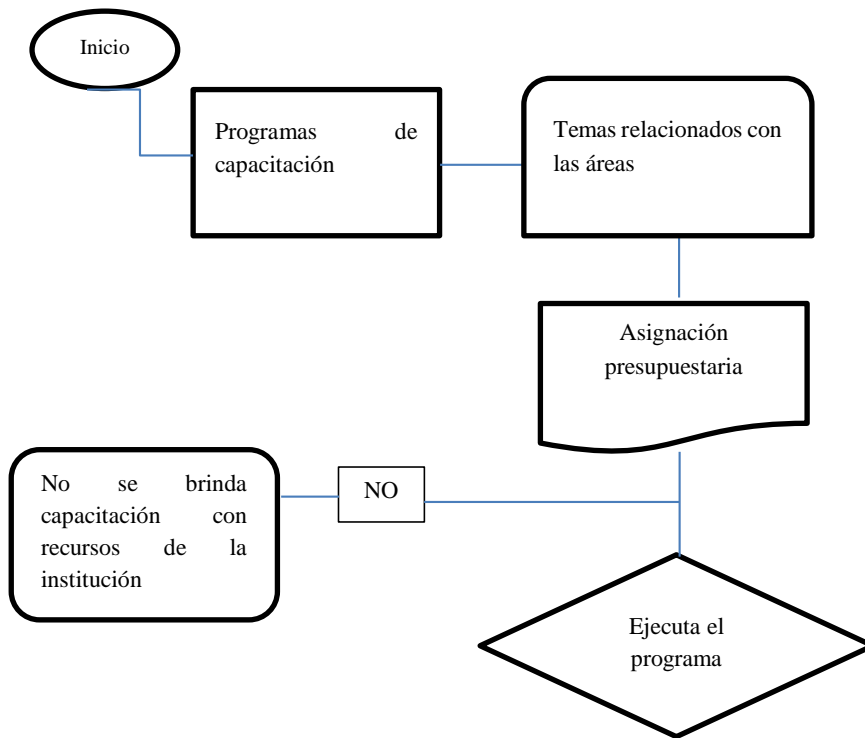 Inicio
Programas de
capacitación
Temas relacionados con
las áreas
Asignación
presupuestaria
No se brinda
capacitación con
recursos de la
institución
NO
Ejecuta el
programa